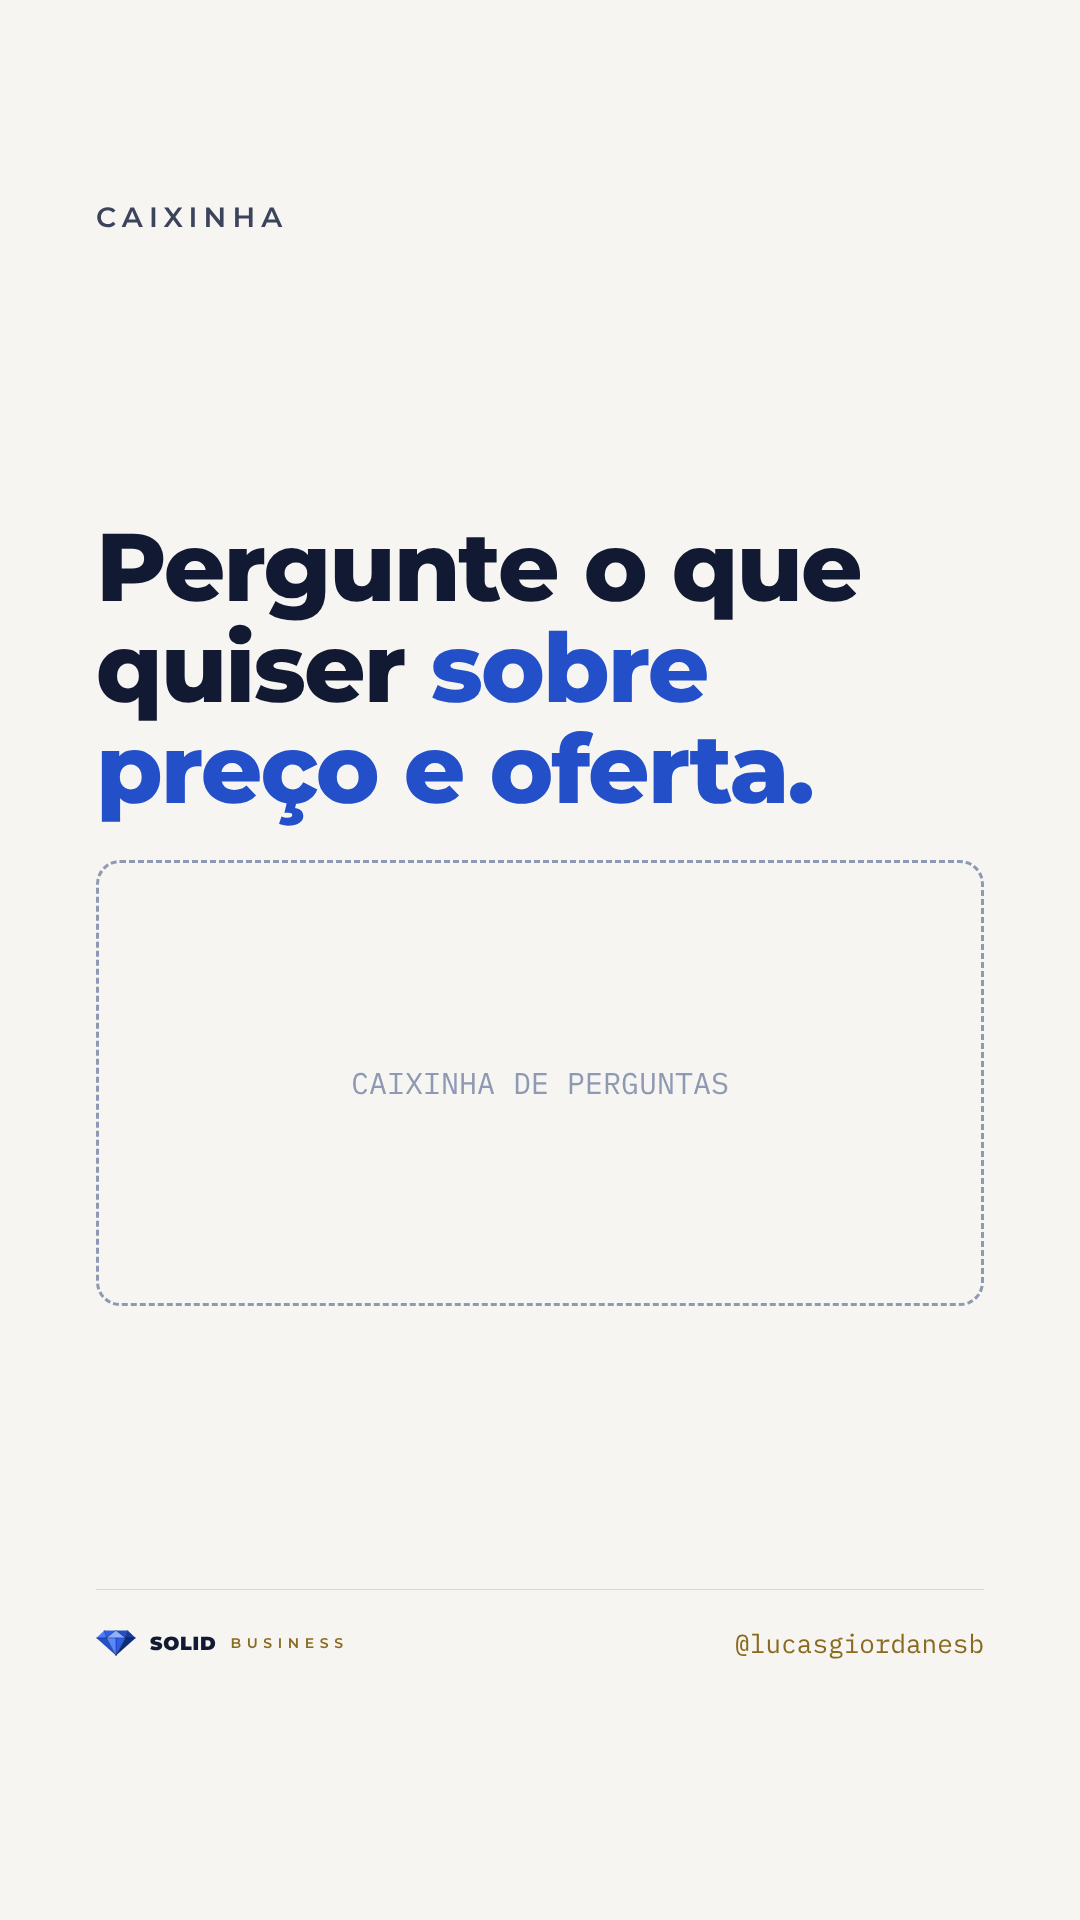 CAIXINHA
Pergunte o que
quiser sobre
preço e oferta.
CAIXINHA DE PERGUNTAS
SOLID BUSINESS
@lucasgiordanesb